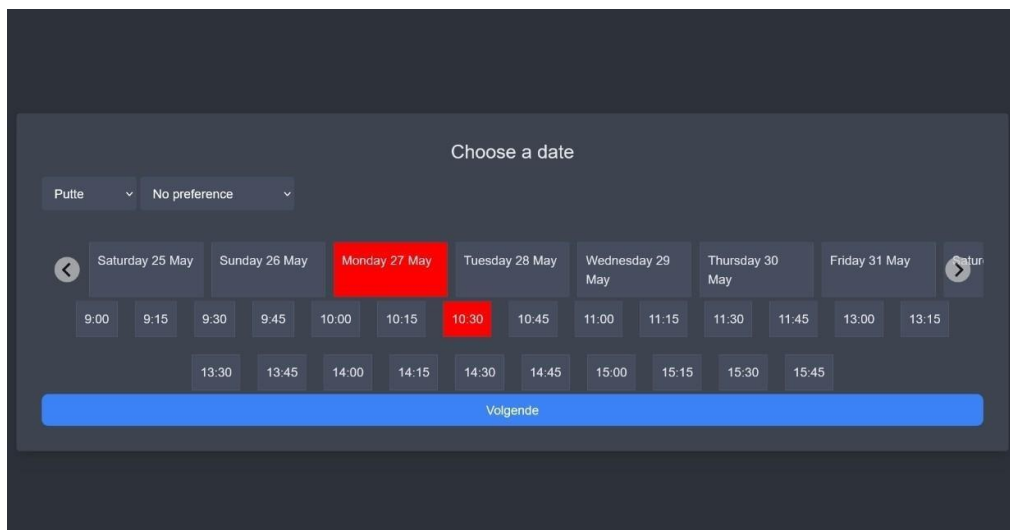 Choose a date
Putte No preference
Saturday 25 May Sunday 26 May Monday 27 May Tuesday 28 May Wednesday 29 May Thursday 30 May Friday 31 May
9:00 9:15 9:30 9:45 10:00 10:15 10:30 10:45 11:00 11:15 11:30 11:45 13:00 13:15
13:30 13:45 14:00 14:15 14:30 14:45 15:00 15:15 15:30 15:45
Volgende